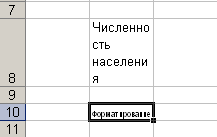 7
Численно
сть
населени
8 я
9
10 Форматирование
11